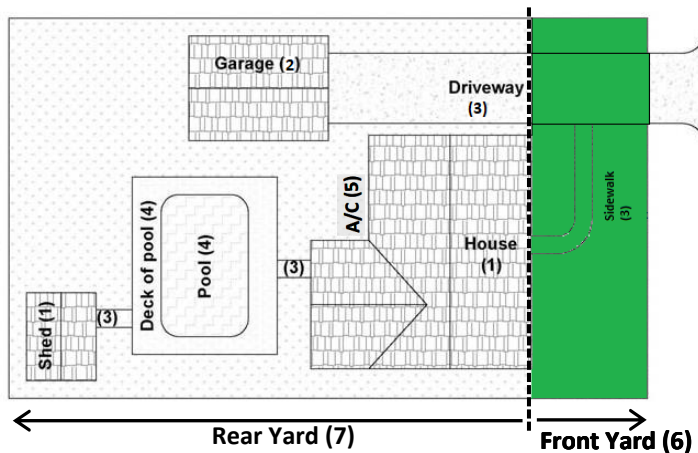 Garage (2)
Driveway
(3)
A/C (5)
Sidewalk
(3)
Deck of pool (4)
Pool (4)
(3)
House
(1)
Shed (1)
(3)
Rear Yard (7)
Front Yard (6)